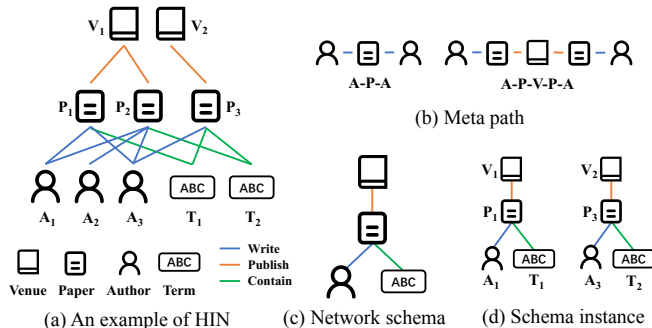 V1 V2
P1 P2 P3
ABC ABC
A1 A2 A3 T1 T2
ABC
Venue Paper Author Term
Write
Publish
Contain
(a) An example of HIN
A-P-A A-P-V-P-A
(b) Meta path
ABC
(c) Network schema
V1 V2
P1 P3
ABC ABC
A1 T1 A3 T2
(d) Schema instance